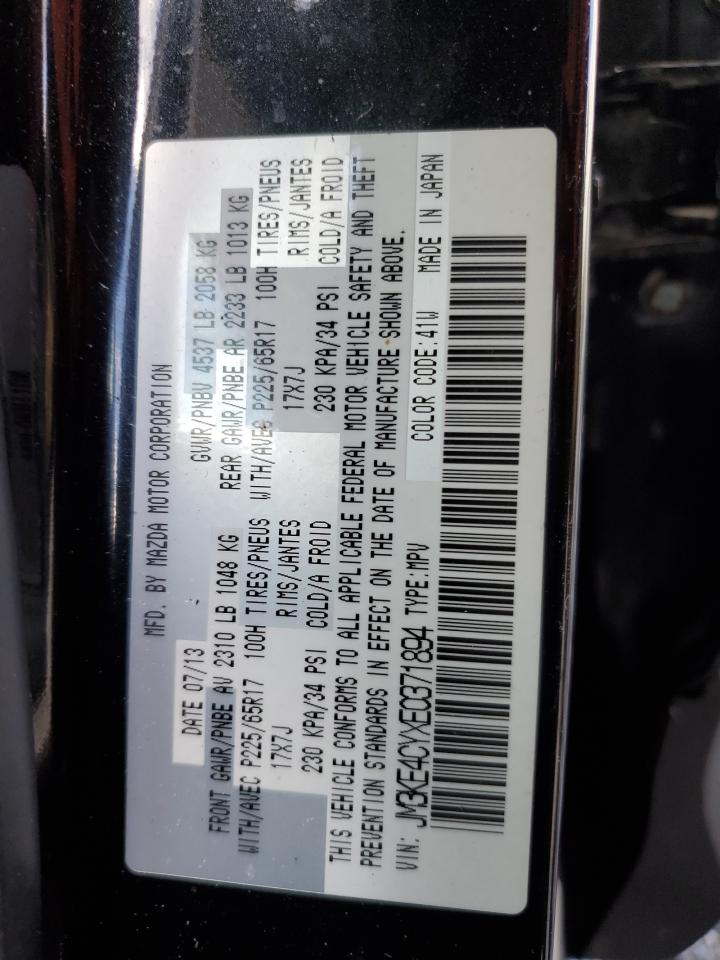 MFD. BY MAZDA MOTOR CORPORATION
DATE 07/13 GVWR/PNBV 4537 LB 2058 KG
FRONT GAWR/PNBE AV 2310 LB 1048 KG REAR GAWR/PNBE AR 2233 LB 1013 KG
WITH/AVEC P225/65R17 100H TIRES/PNEUS WITH/AVEC P225/65R17 100H TIRES/PNEUS
17X7J RIMS/JANTES 17X7J RIMS/JANTES
230 KPA/34 PSI COLD/A FROID 230 KPA/34 PSI COLD/A FROID
THIS VEHICLE CONFORMS TO ALL APPLICABLE FEDERAL MOTOR VEHICLE SAFETY AND THEFT
PREVENTION STANDARDS IN EFFECT ON THE DATE OF MANUFACTURE SHOWN ABOVE.
VIN: JM3KE4CYXE0371894 TYPE:MPV COLOR CODE:41W MADE IN JAPAN